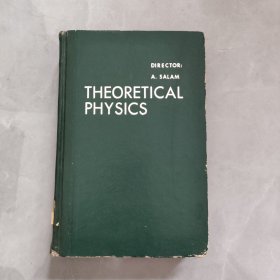 DIRECTOR:
A. SALAM
THEORETICAL
PHYSICS